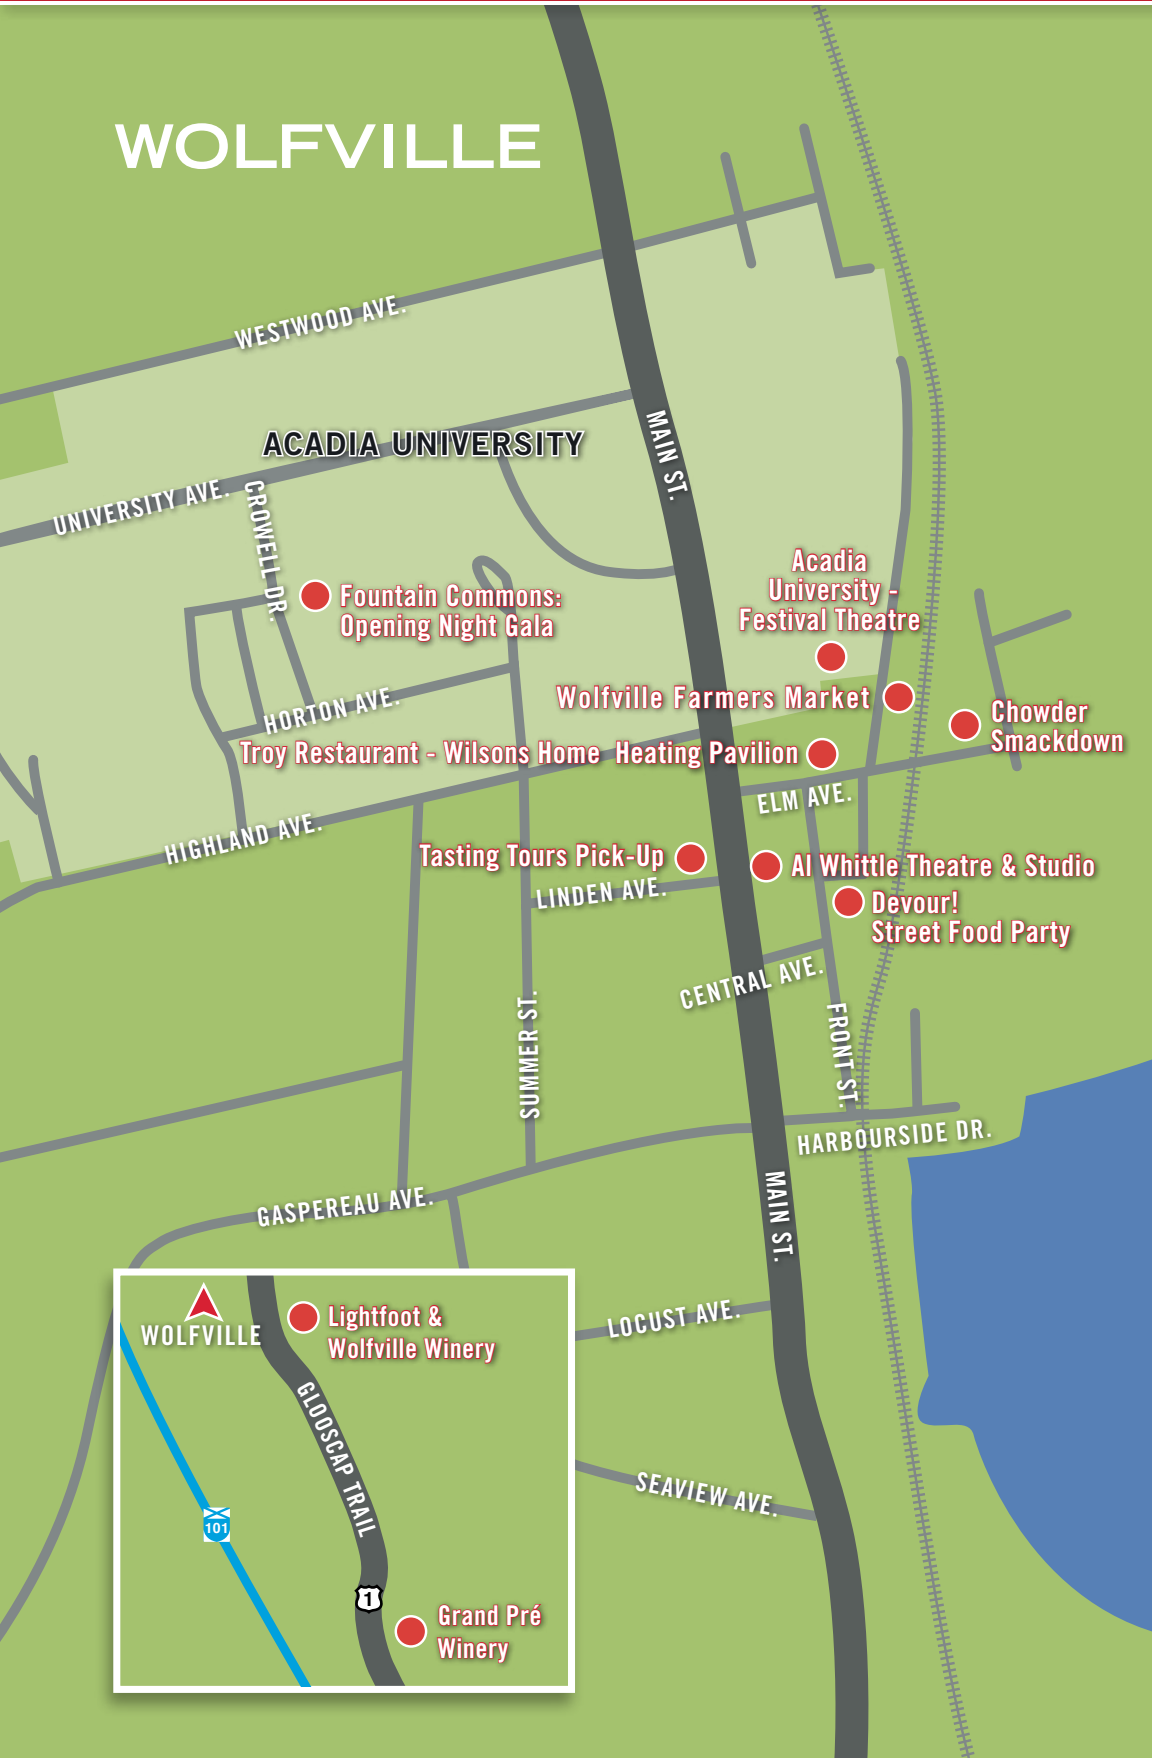 WOLFVILLE
WESTWOOD AVE.
ACADIA UNIVERSITY
MAIN ST.
UNIVERSITY AVE.
CROWELL DR.
Acadia
University -
Festival Theatre
Fountain Commons:
Opening Night Gala
HORTON AVE.
Wolfville Farmers Market
Chowder
Smackdown
Troy Restaurant - Wilsons Home Heating Pavilion
ELM AVE.
HIGHLAND AVE.
Tasting Tours Pick-Up
Al Whittle Theatre & Studio
LINDEN AVE.
Devour!
Street Food Party
CENTRAL AVE.
SUMMER ST.
FRONT ST.
HARBOURSIDE DR.
GASPEREAU AVE.
MAIN ST.
LOCUST AVE.
WOLFVILLE
Lightfoot &
Wolfville Winery
GLOOSCAP TRAIL
SEAVIEW AVE.
101
1
Grand Pré
Winery